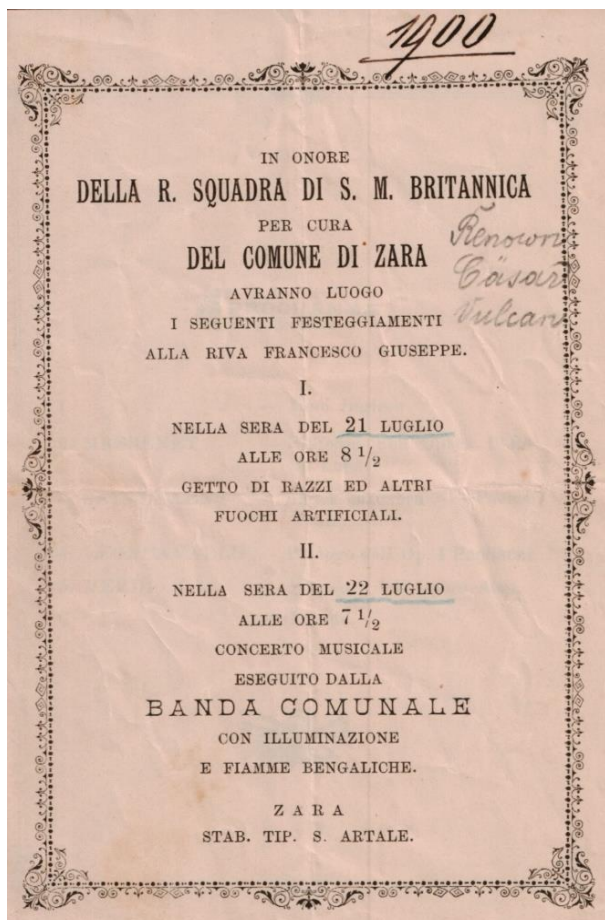 1900
IN ONORE
DELLA R. SQUADRA DI S. M. BRITANNICA
PER CURA
DEL COMUNE DI ZARA
AVRANNO LUOGO
I SEGUENTI FESTEGGIAMENTI
ALLA RIVA FRANCESCO GIUSEPPE.
Renown
Cäsar
Vulcan
I.
NELLA SERA DEL 21 LUGLIO
ALLE ORE 8 1/2
GETTO DI RAZZI ED ALTRI
FUOCHI ARTIFICIALI.
II.
NELLA SERA DEL 22 LUGLIO
ALLE ORE 7 1/2
CONCERTO MUSICALE
ESEGUITO DALLA
BANDA COMUNALE
CON ILLUMINAZIONE
E FIAMME BENGALICHE.
ZARA
STAB. TIP. S. ARTALE.